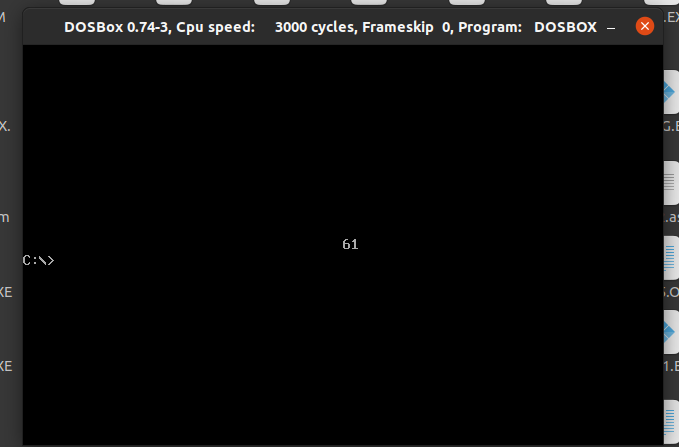 M
.EX
DOSBox 0.74-3, Cpu speed: 3000 cycles, Frameskip 0, Program: DOSBOX
X.
G.E
m
.as
61
C:\>
XE
S.O
XE
1.E